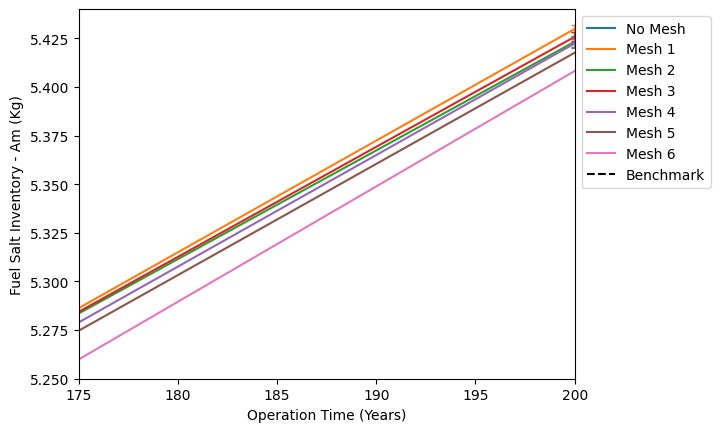 5.425
5.400
5.375
5.350
5.325
5.300
5.275
5.250
Fuel Salt Inventory - Am (Kg)
175
180
185
190
195
200
Operation Time (Years)
No Mesh
Mesh 1
Mesh 2
Mesh 3
Mesh 4
Mesh 5
Mesh 6
Benchmark